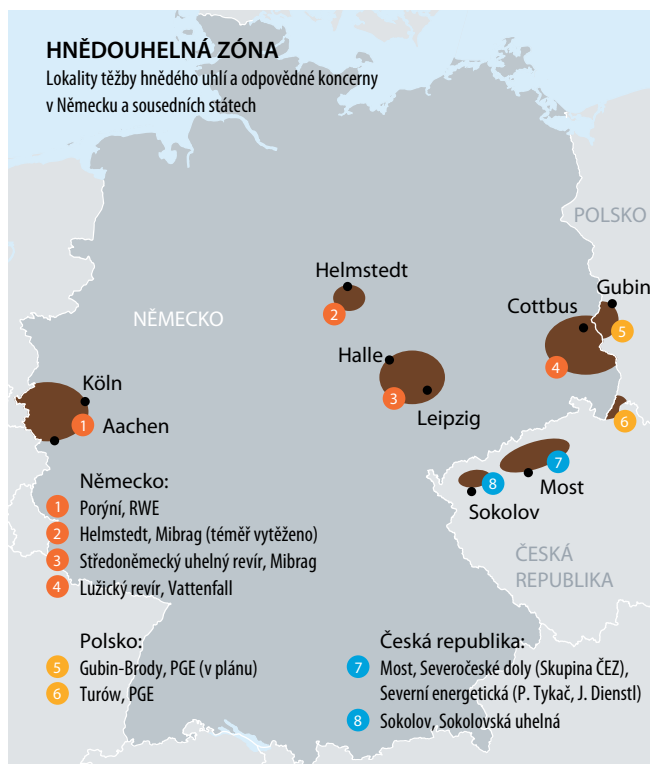 HNĚDOUHELNÁ ZÓNA
Lokality těžby hnědého uhlí a odpovědné koncerny
v Německu a sousedních státech
POLSKO
Helmstedt
2
NĚMECKO
Gubin
Cottbus
5
4
Halle
3
Leipzig
Köln
1
Aachen
6
7
Most
8
Sokolov
ČESKÁ
REPUBLIKA
Německo:
1 Porýní, RWE
2 Helmstedt, Mibrag (téměř vytěženo)
3 Středoněmecký uhelný revír, Mibrag
4 Lužický revír, Vattenfall
Polsko:
5 Gubin-Brody, PGE (v plánu)
6 Turów, PGE
Česká republika:
7 Most, Severočeské doly (Skupina ČEZ),
Severní energetická (P. Tykač, J. Dienstl)
8 Sokolov, Sokolovská uhelná